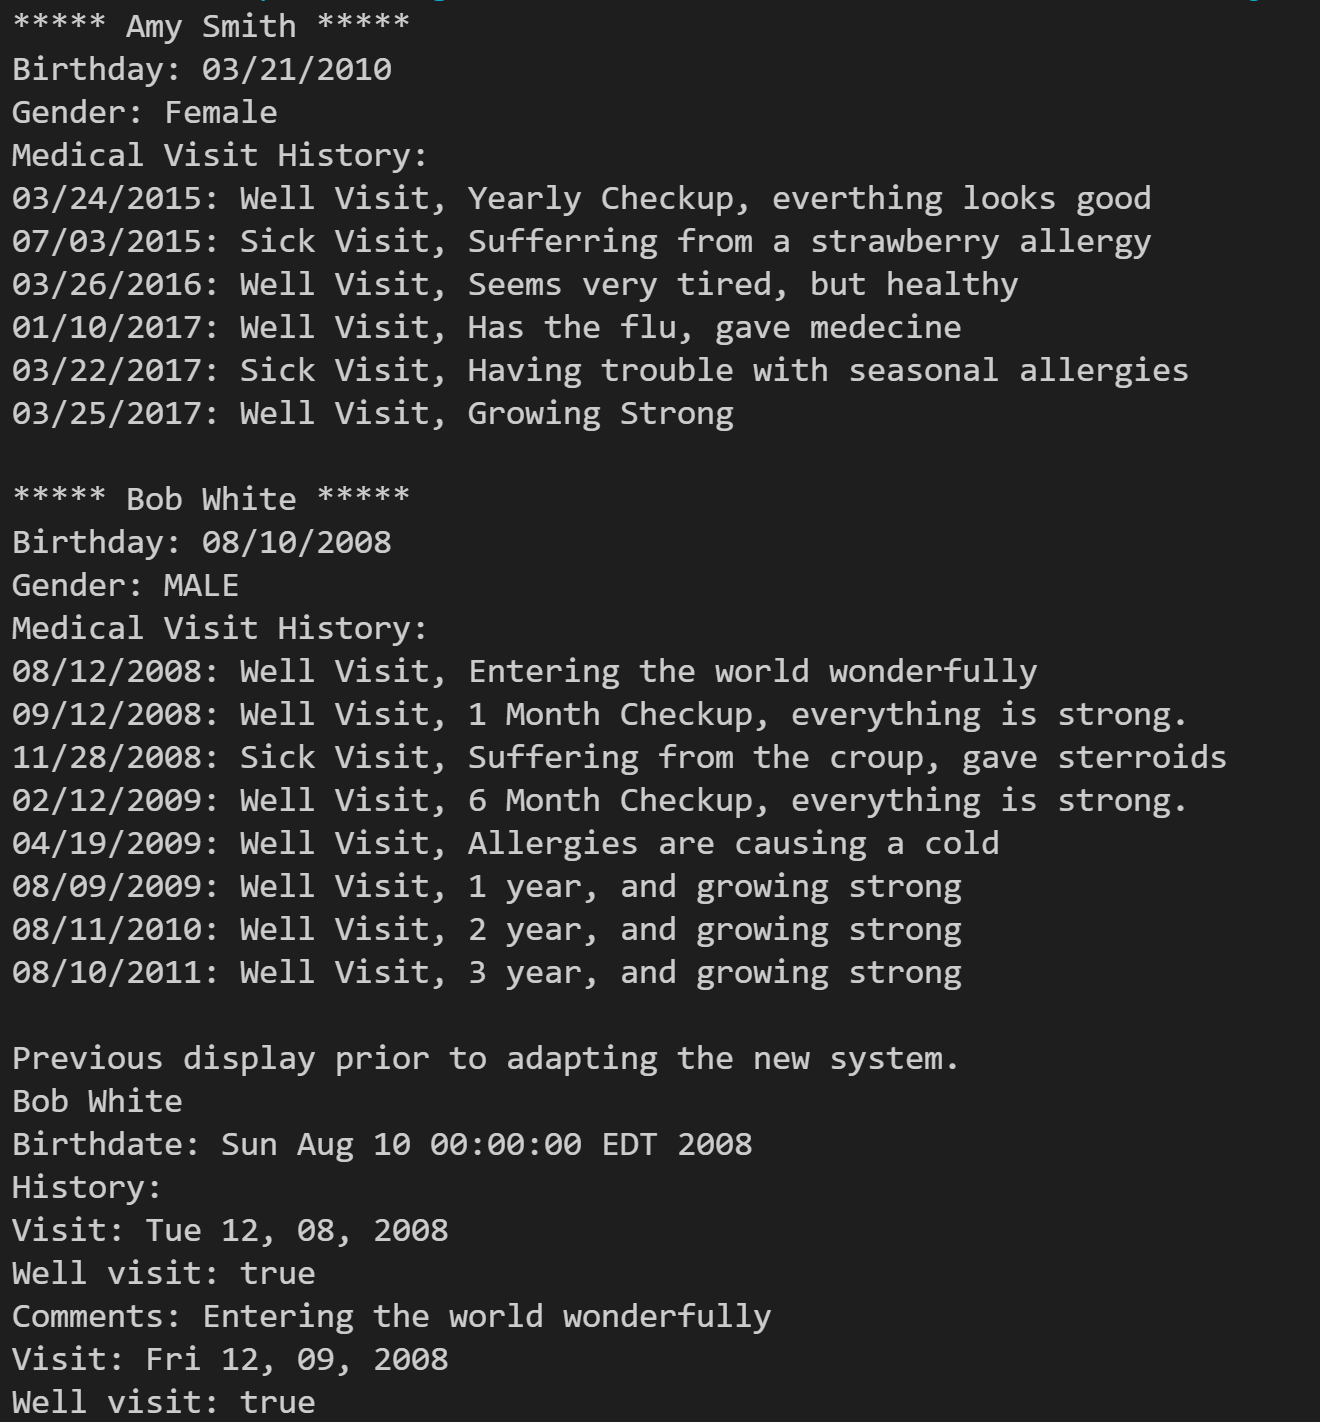 ***** Amy Smith *****
Birthday: 03/21/2010
Gender: Female
Medical Visit History:
03/24/2015: Well Visit, Yearly Checkup, everthing looks good
07/03/2015: Sick Visit, Sufferring from a strawberry allergy
03/26/2016: Well Visit, Seems very tired, but healthy
01/10/2017: Well Visit, Has the flu, gave medecine
03/22/2017: Sick Visit, Having trouble with seasonal allergies
03/25/2017: Well Visit, Growing Strong

***** Bob White *****
Birthday: 08/10/2008
Gender: MALE
Medical Visit History:
08/12/2008: Well Visit, Entering the world wonderfully
09/12/2008: Well Visit, 1 Month Checkup, everything is strong.
11/28/2008: Sick Visit, Suffering from the croup, gave sterroids
02/12/2009: Well Visit, 6 Month Checkup, everything is strong.
04/19/2009: Well Visit, Allergies are causing a cold
08/09/2009: Well Visit, 1 year, and growing strong
08/11/2010: Well Visit, 2 year, and growing strong
08/10/2011: Well Visit, 3 year, and growing strong

Previous display prior to adapting the new system.
Bob White
Birthdate: Sun Aug 10 00:00:00 EDT 2008
History:
Visit: Tue 12, 08, 2008
Well visit: true
Comments: Entering the world wonderfully
Visit: Fri 12, 09, 2008
Well visit: true